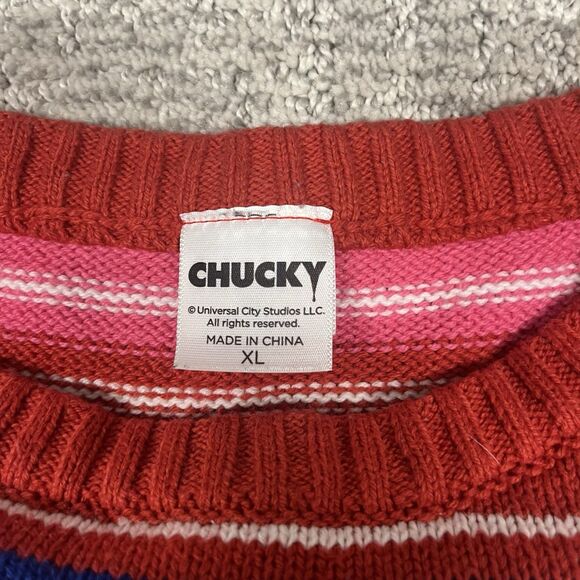 CHUCKY
© Universal City Studios LLC.
All rights reserved.
MADE IN CHINA
XL